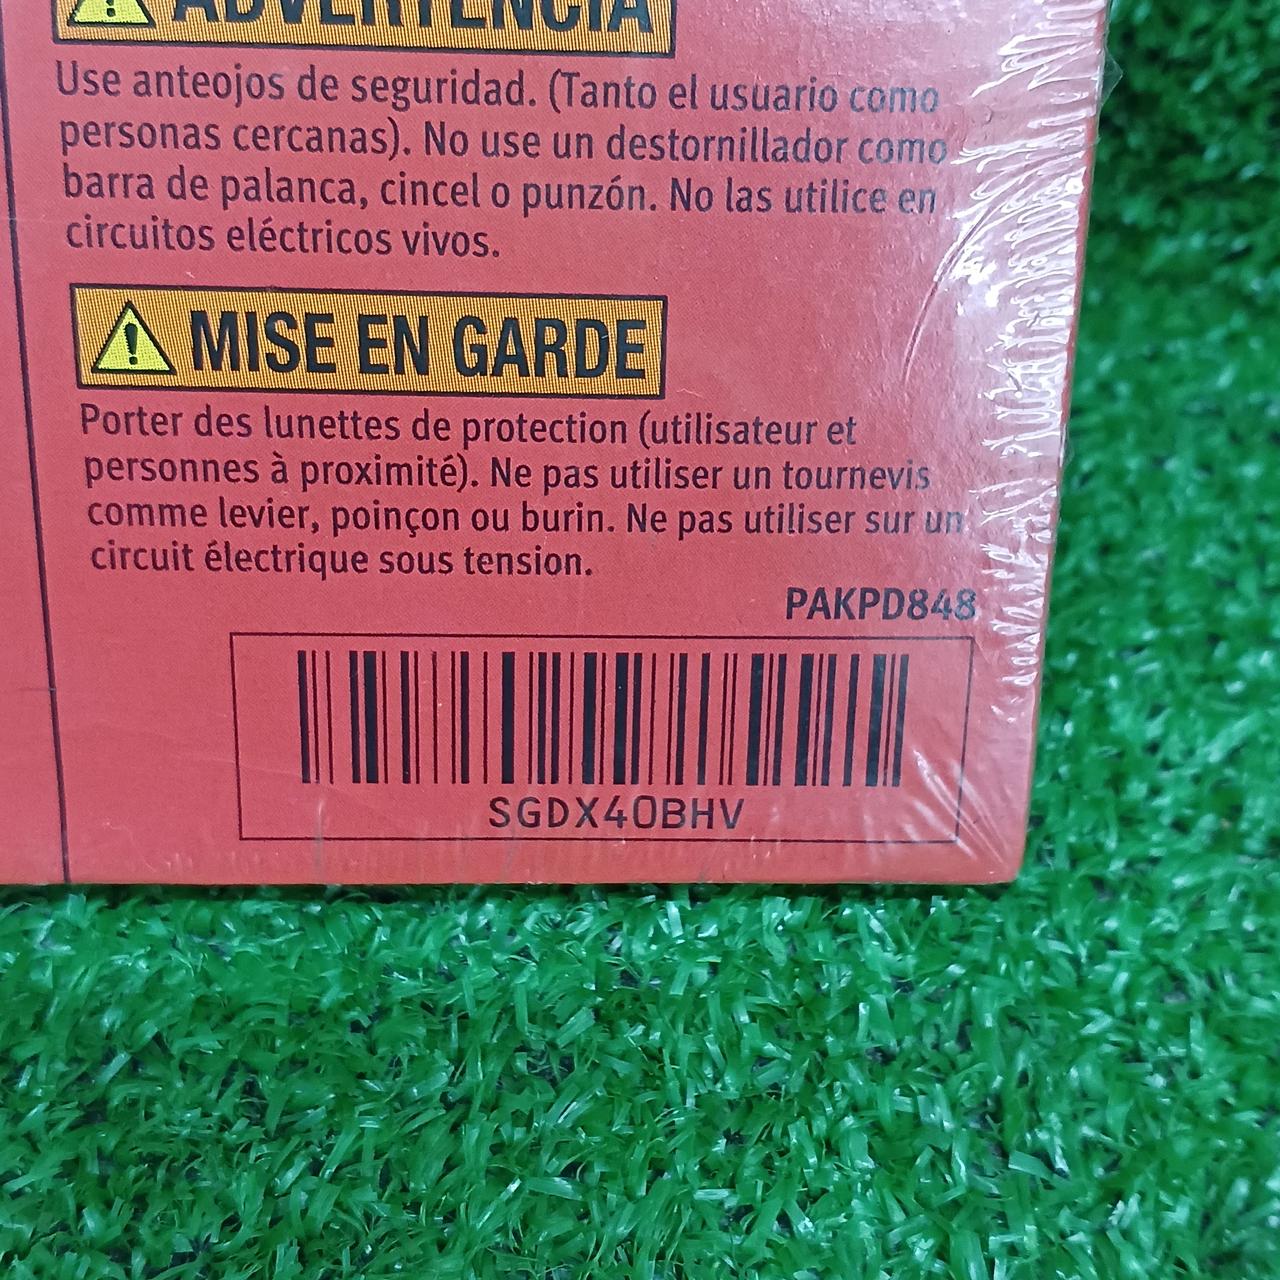 ADVERTENCIA
Use anteojos de seguridad. (Tanto el usuario como
personas cercanas). No use un destornillador como
barra de palanca, cincel o punzón. No las utilice en
circuitos eléctricos vivos.
MISE EN GARDE
Porter des lunettes de protection (utilisateur et
personnes à proximité). Ne pas utiliser un tournevis
comme levier, poinçon ou burin. Ne pas utiliser sur un
circuit électrique sous tension.
PAKPD848
SGDX40BHV